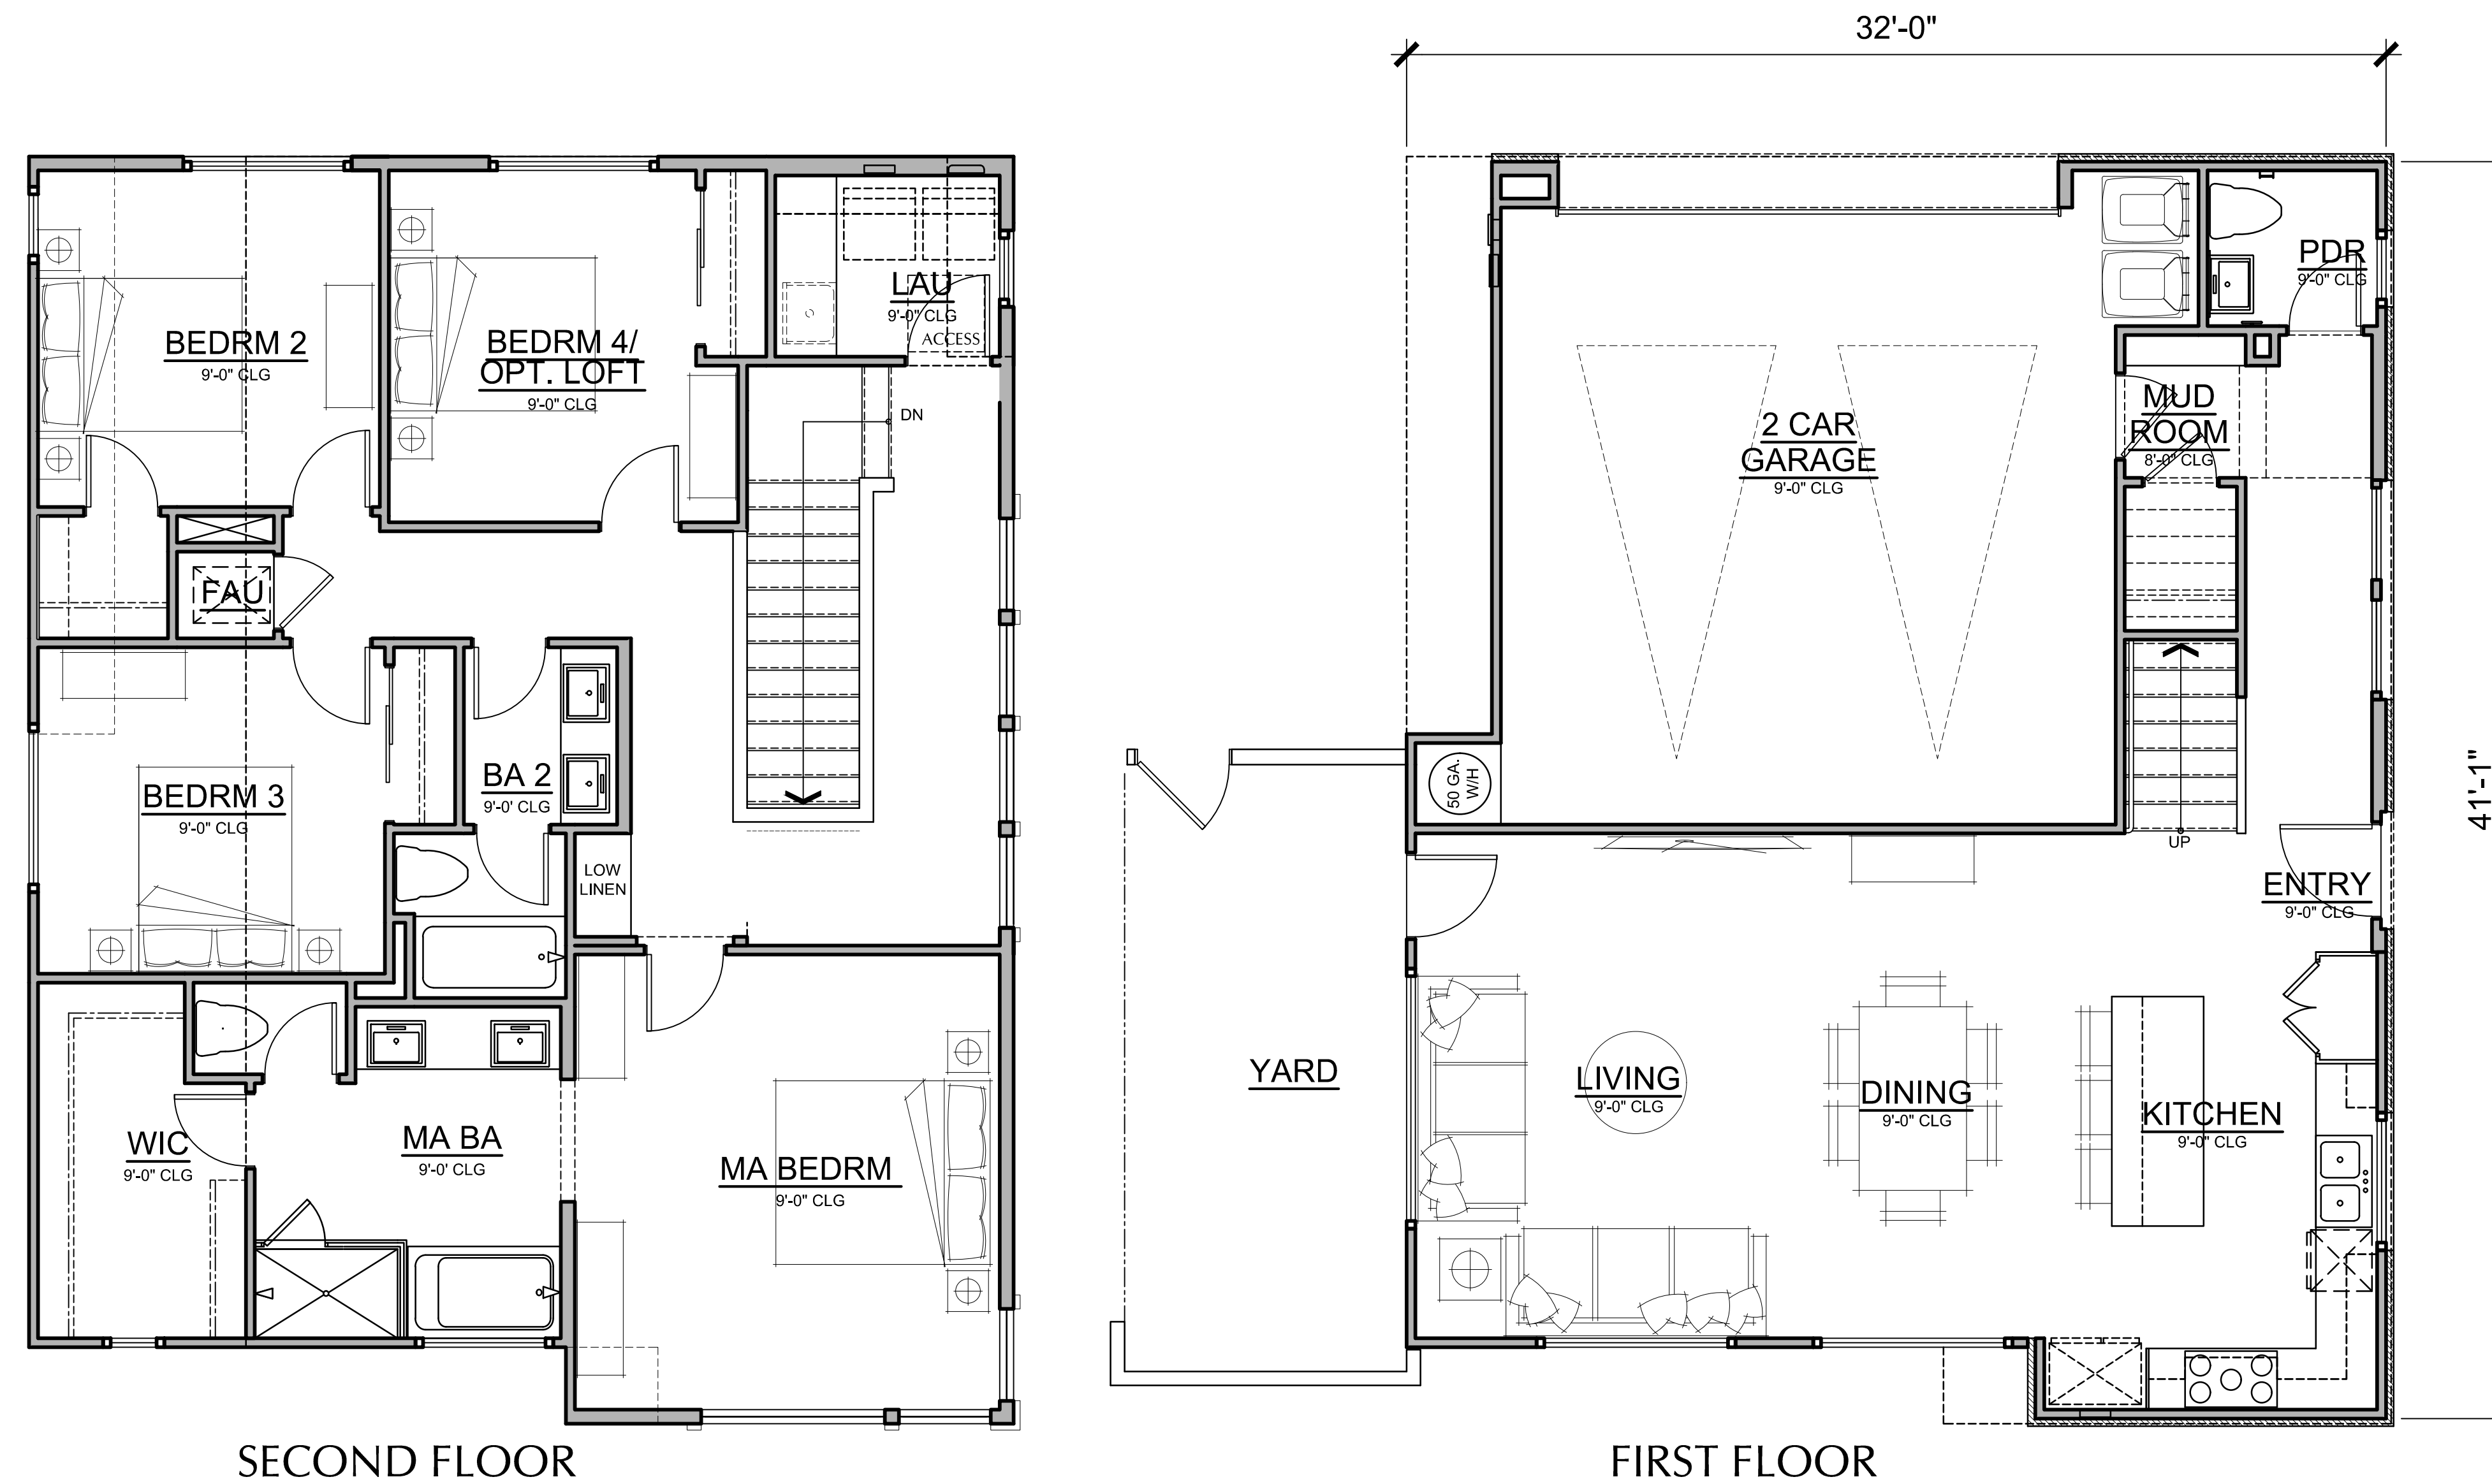 32'-0"
BEDRM 2
9'-0" CLG
BEDRM 4/
OPT. LOFT
9'-0" CLG
LAU
9'-0" CLG
ACCESS
DN
FAU
BEDRM 3
9'-0" CLG
BA 2
9'-0' CLG
LOW
LINEN
WIC
9'-0" CLG
MA BA
9'-0' CLG
MA BEDRM
9'-0" CLG
SECOND FLOOR
PDR
9'-0" CLG
MUD
ROOM
8'-0" CLG
2 CAR
GARAGE
9'-0" CLG
50 GA.
W/H
UP
ENTRY
9'-0" CLG
41'-1"
YARD
LIVING
9'-0" CLG
DINING
9'-0" CLG
KITCHEN
9'-0" CLG
FIRST FLOOR